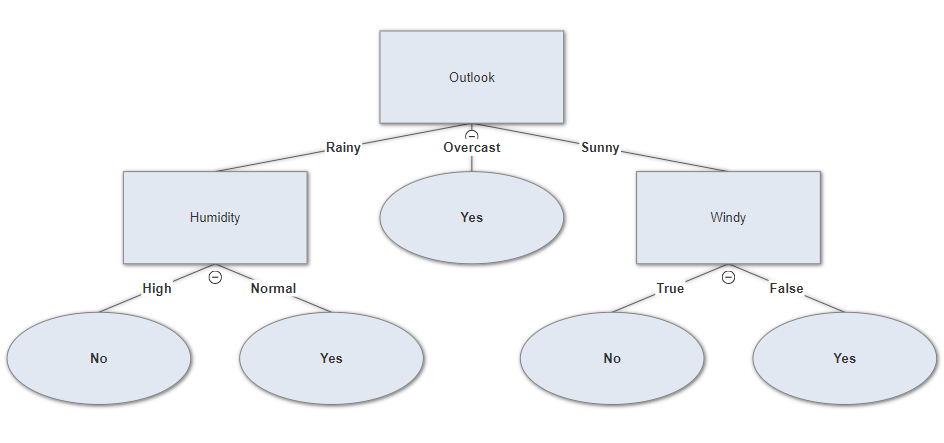 Outlook
Rainy
Overcast
Sunny
Humidity
Yes
Windy
High
Normal
True
False
No
Yes
No
Yes